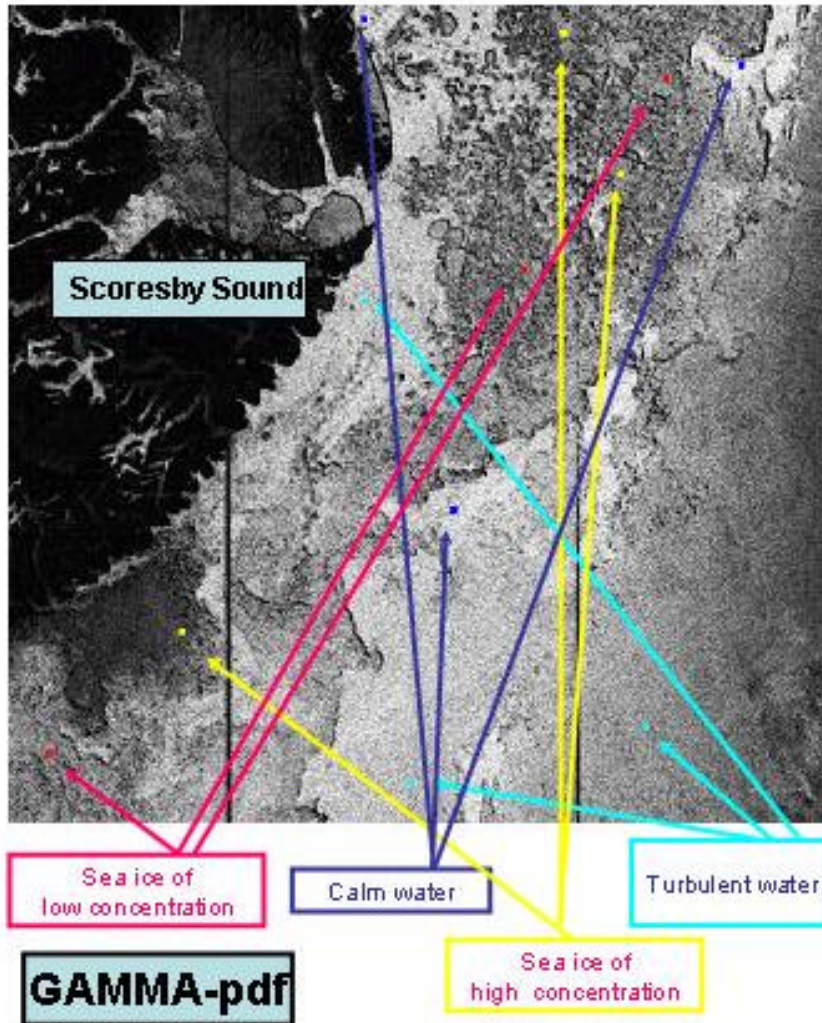 Scoresby Sound
Sea ice of
low concentration
Calm water
Turbulent water
Sea ice of
high concentration
GAMMA-pdf